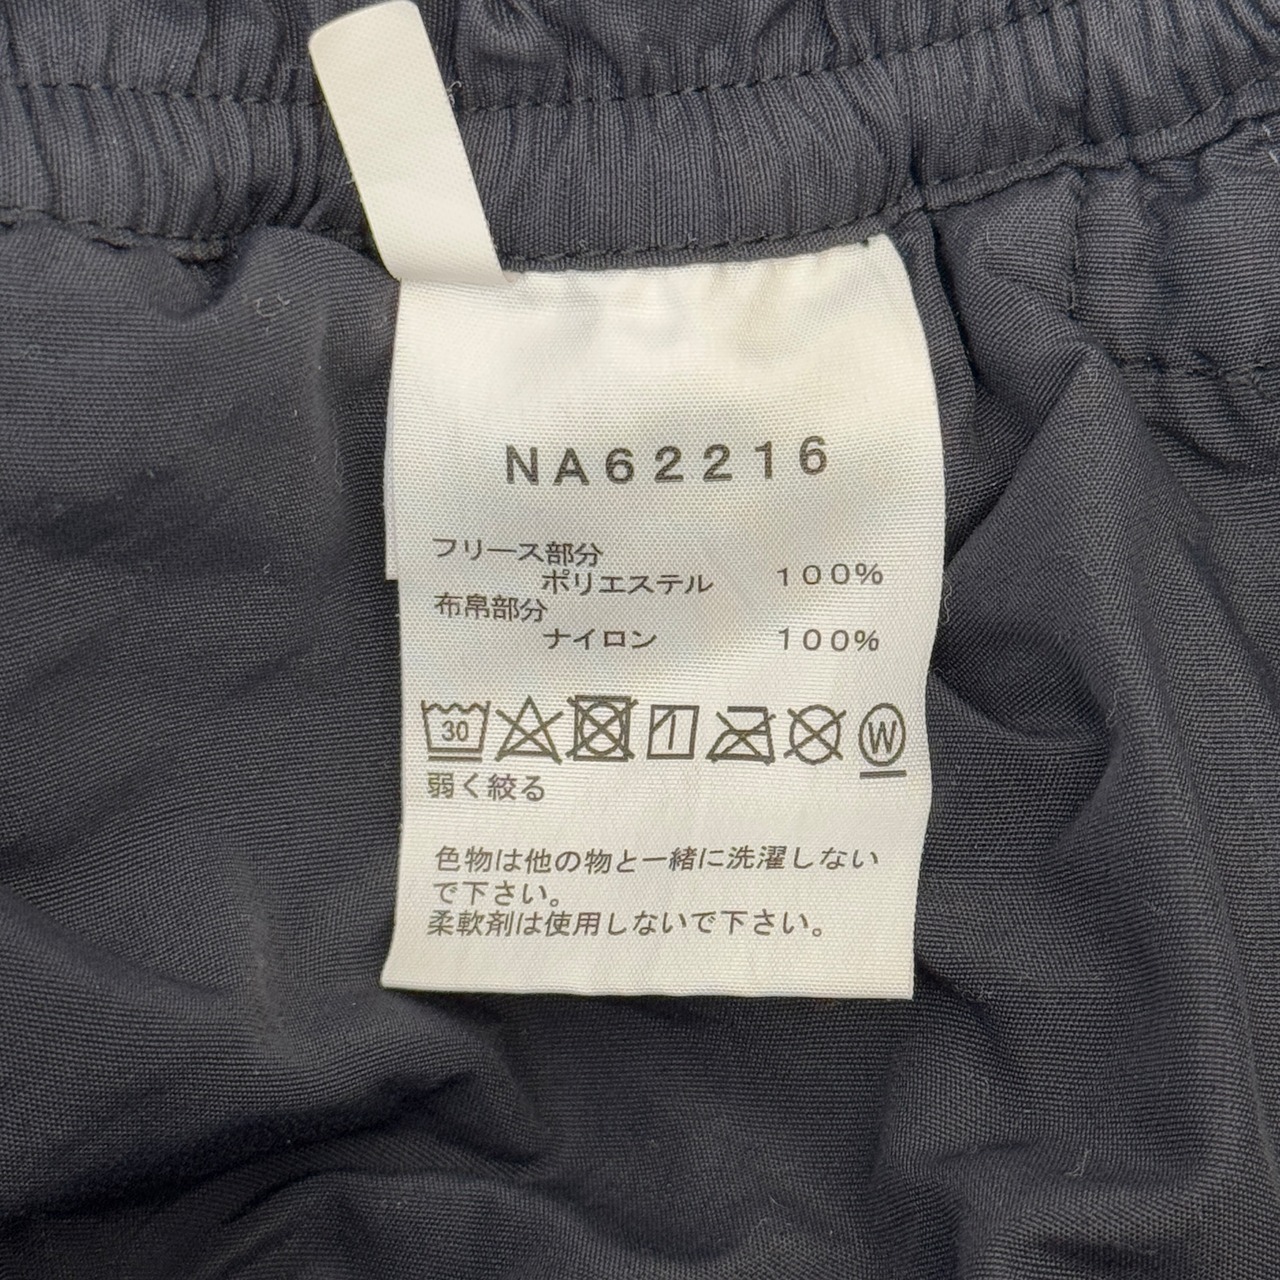 NA62216
フリース部分
ポリエステル 100%
布帛部分
ナイロン 100%
30
W
弱く絞る
色物は他の物と一緒に洗濯しない
で下さい。
柔軟剤は使用しないで下さい。